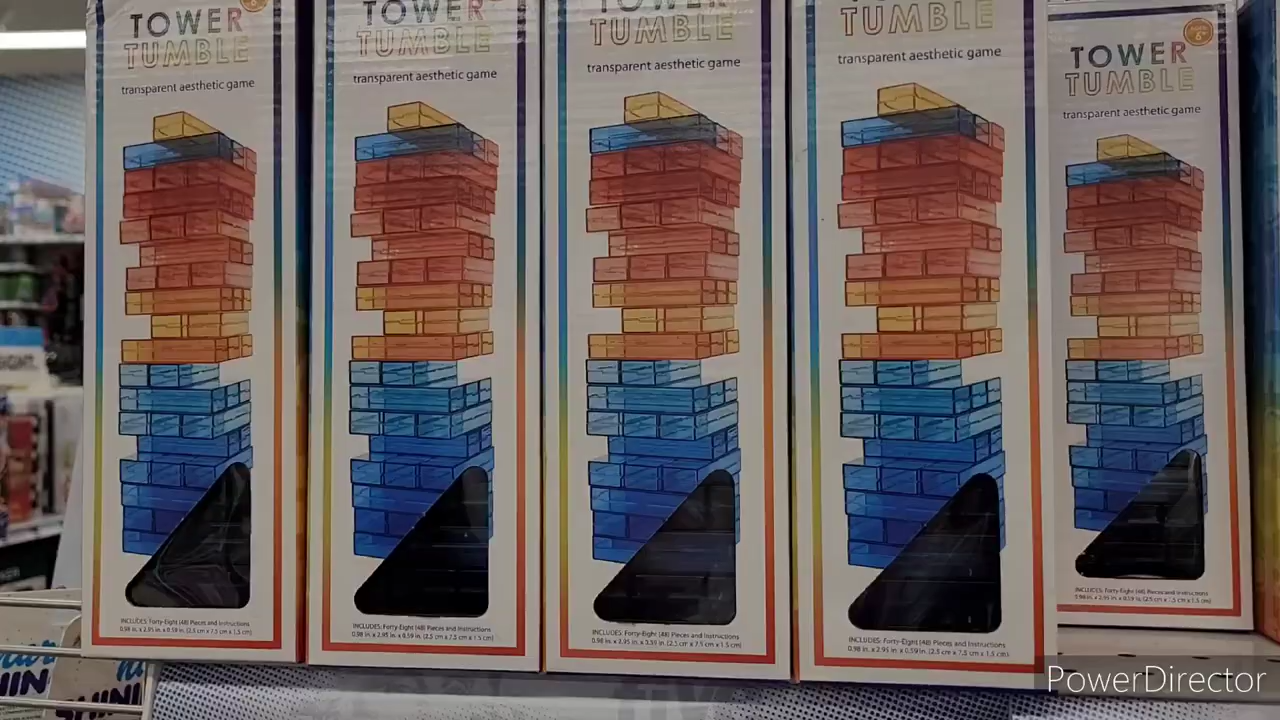 TOWER
TUMBLE
transparent aesthetic game
INCLUDES: Forty-Eight (48) Pieces and Instructions
0.98 in. x 2.95 in. x 0.59 in. (2.5 cm x 7.5 cm x 1.5 cm)
TOWER
TUMBLE
transparent aesthetic game
INCLUDES: Forty-Eight (48) Pieces and Instructions
0.98 in. x 2.95 in. x 0.59 in. (2.5 cm x 7.5 cm x 1.5 cm)
TOWER
TUMBLE
transparent aesthetic game
INCLUDES: Forty-Eight (48) Pieces and Instructions
0.98 in. x 2.95 in. x 0.59 in. (2.5 cm x 7.5 cm x 1.5 cm)
TUMBLE
transparent aesthetic game
INCLUDES: Forty-Eight (48) Pieces and Instructions
0.98 in. x 2.95 in. x 0.59 in. (2.5 cm x 7.5 cm x 1.5 cm)
6+
TOWER
TUMBLE
transparent aesthetic game
INCLUDES: Forty-Eight (48) Pieces and Instructions
0.98 in. x 2.95 in. x 0.59 in. (2.5 cm x 7.5 cm x 1.5 cm)
PowerDirector